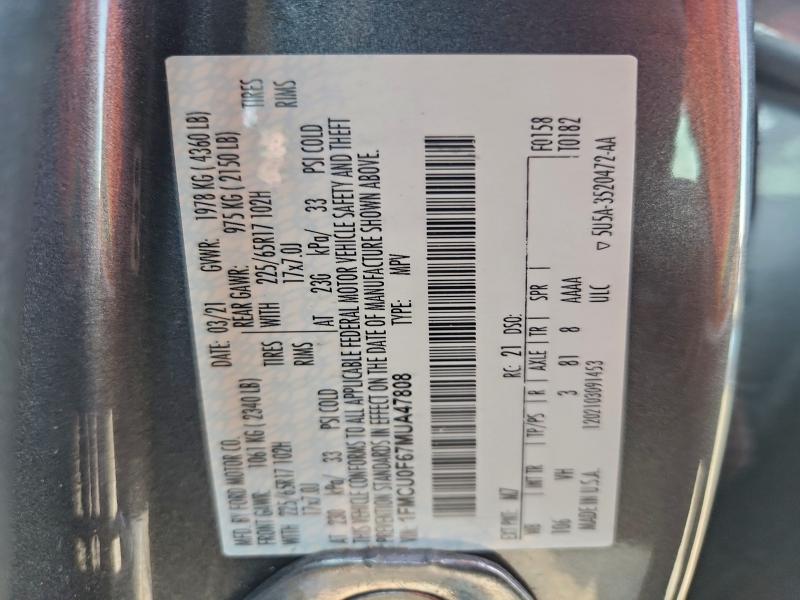 MFD. BY FORD MOTOR CO.
DATE: 03/21 GVWR: 1978 KG ( 4360 LB)
FRONT GAWR: 1061 KG ( 2340 LB) REAR GAWR: 975 KG ( 2150 LB)
WITH 225/65R17 102H TIRES WITH 225/65R17 102H TIRES
17x7.0J RIMS 17x7.0J RIMS
AT 230 kPa/ 33 PSI COLD AT 230 kPa/ 33 PSI COLD
THIS VEHICLE CONFORMS TO ALL APPLICABLE FEDERAL MOTOR VEHICLE SAFETY AND THEFT
PREVENTION STANDARDS IN EFFECT ON THE DATE OF MANUFACTURE SHOWN ABOVE.
VIN: 1FMCU0F67MUA47808 TYPE: MPV
F0158
T0182
EXT PNT: M7 RC: 21 DSO:
WB INT TR TP/PS R AXLE TR SPR
106 VH 3 81 8 AAAA
MADE IN U.S.A. 1202103091453 ULC
▽ 5U5A-3520472-AA